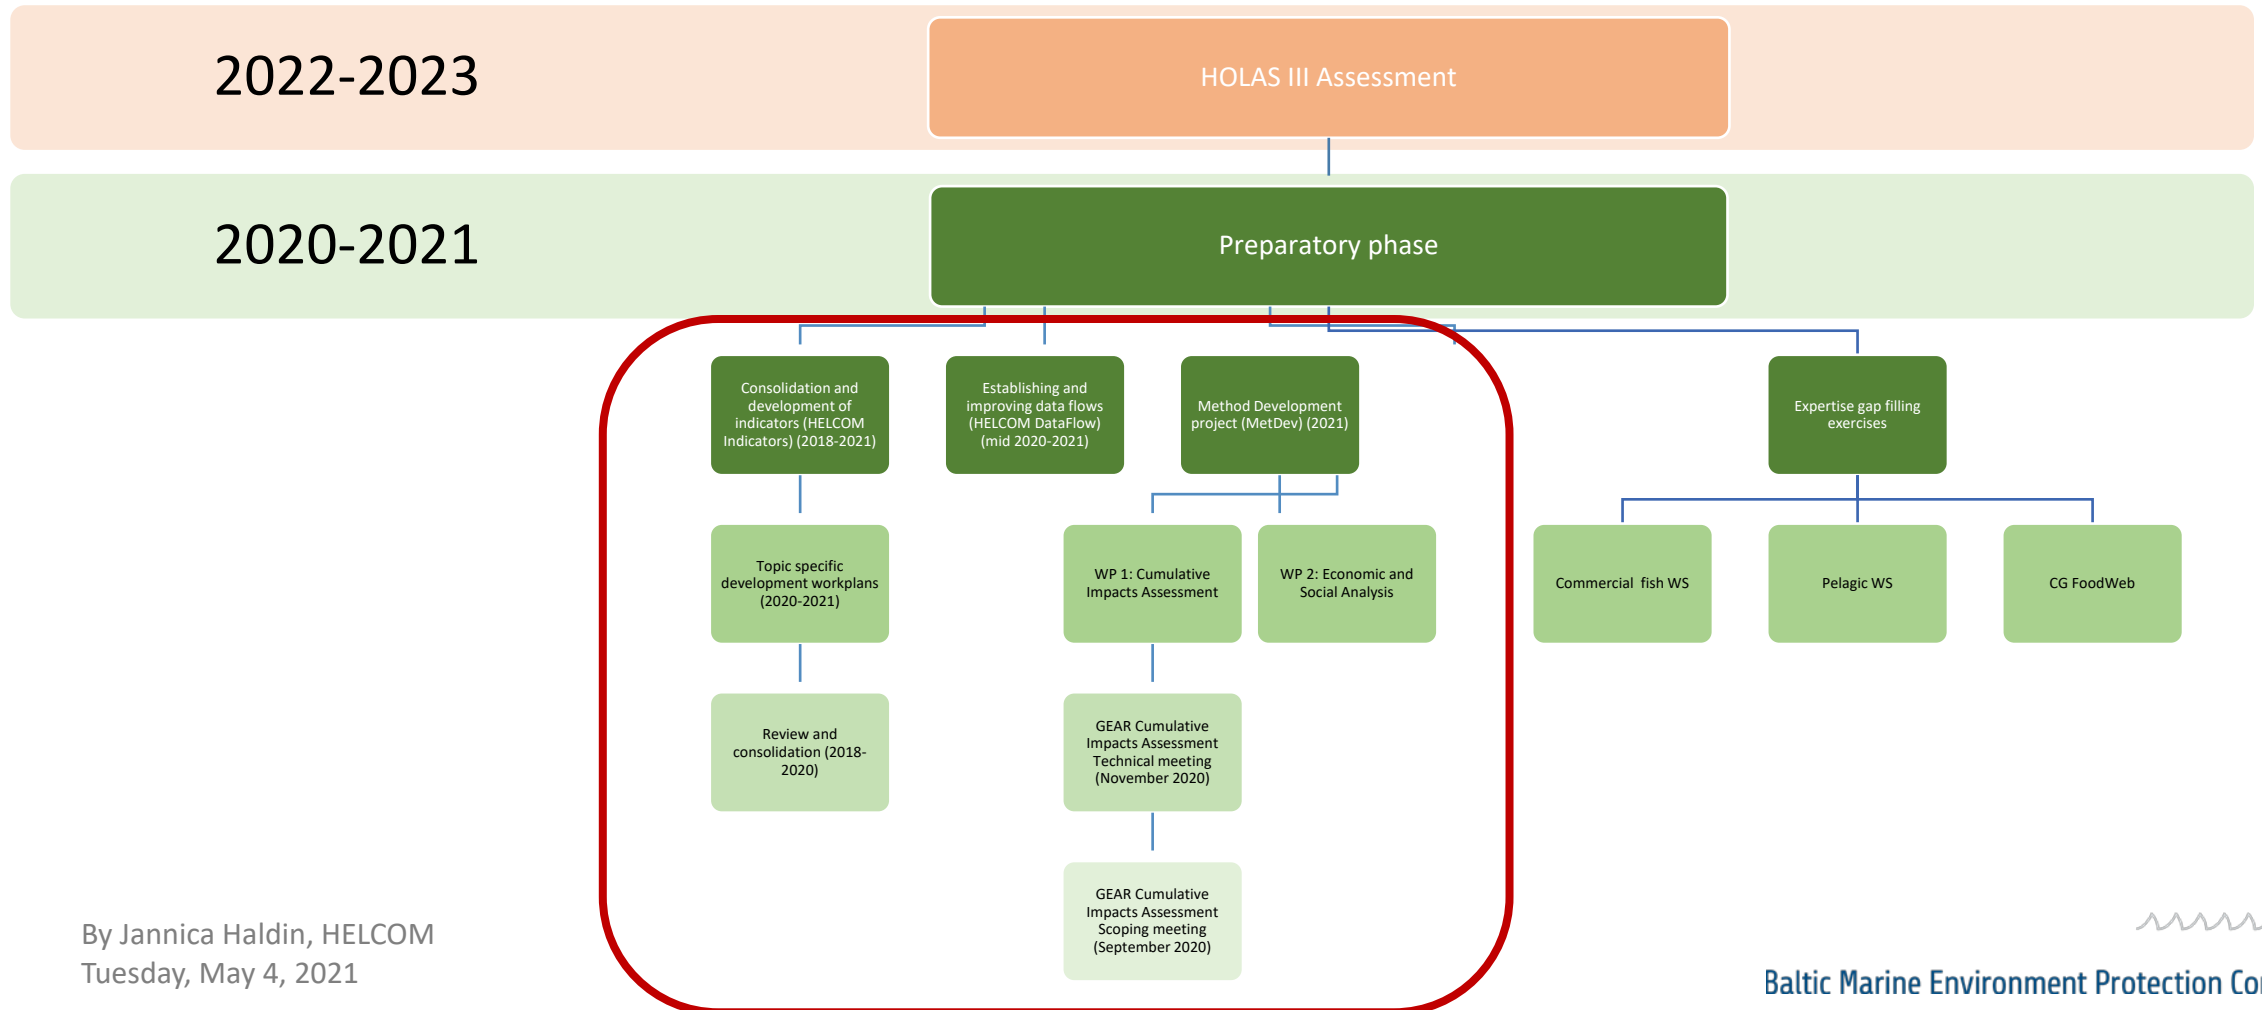 2022-2023
HOLAS III Assessment
2020-2021
Preparatory phase
Consolidation and
development of
indicators (HELCOM
Indicators) (2018-2021)
Establishing and
improving data flows
(HELCOM DataFlow)
(mid 2020-2021)
Method Development
project (MetDev) (2021)
Expertise gap filling
exercises
Topic specific
development workplans
(2020-2021)
WP 1: Cumulative
Impacts Assessment
WP 2: Economic and
Social Analysis
Commercial fish WS
Pelagic WS
CG FoodWeb
Review and
consolidation (2018-
2020)
GEAR Cumulative
Impacts Assessment
Technical meeting
(November 2020)
GEAR Cumulative
Impacts Assessment
Scoping meeting
(September 2020)
By Jannica Haldin, HELCOM
Tuesday, May 4, 2021
Baltic Marine Environment Protection